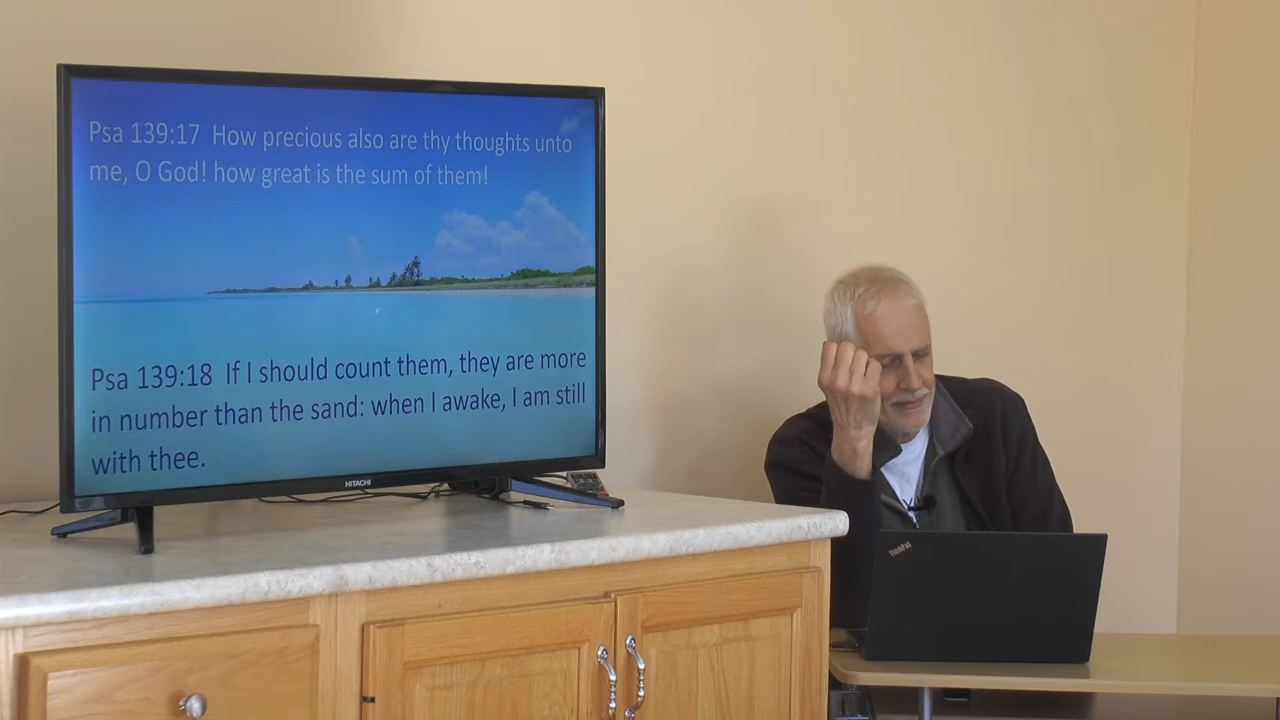 Psa 139:17 How precious also are thy thoughts unto
me, O God! how great is the sum of them!
Psa 139:18 If I should count them, they are more
in number than the sand: when I awake, I am still
with thee.
HITACHI
ThinkPad